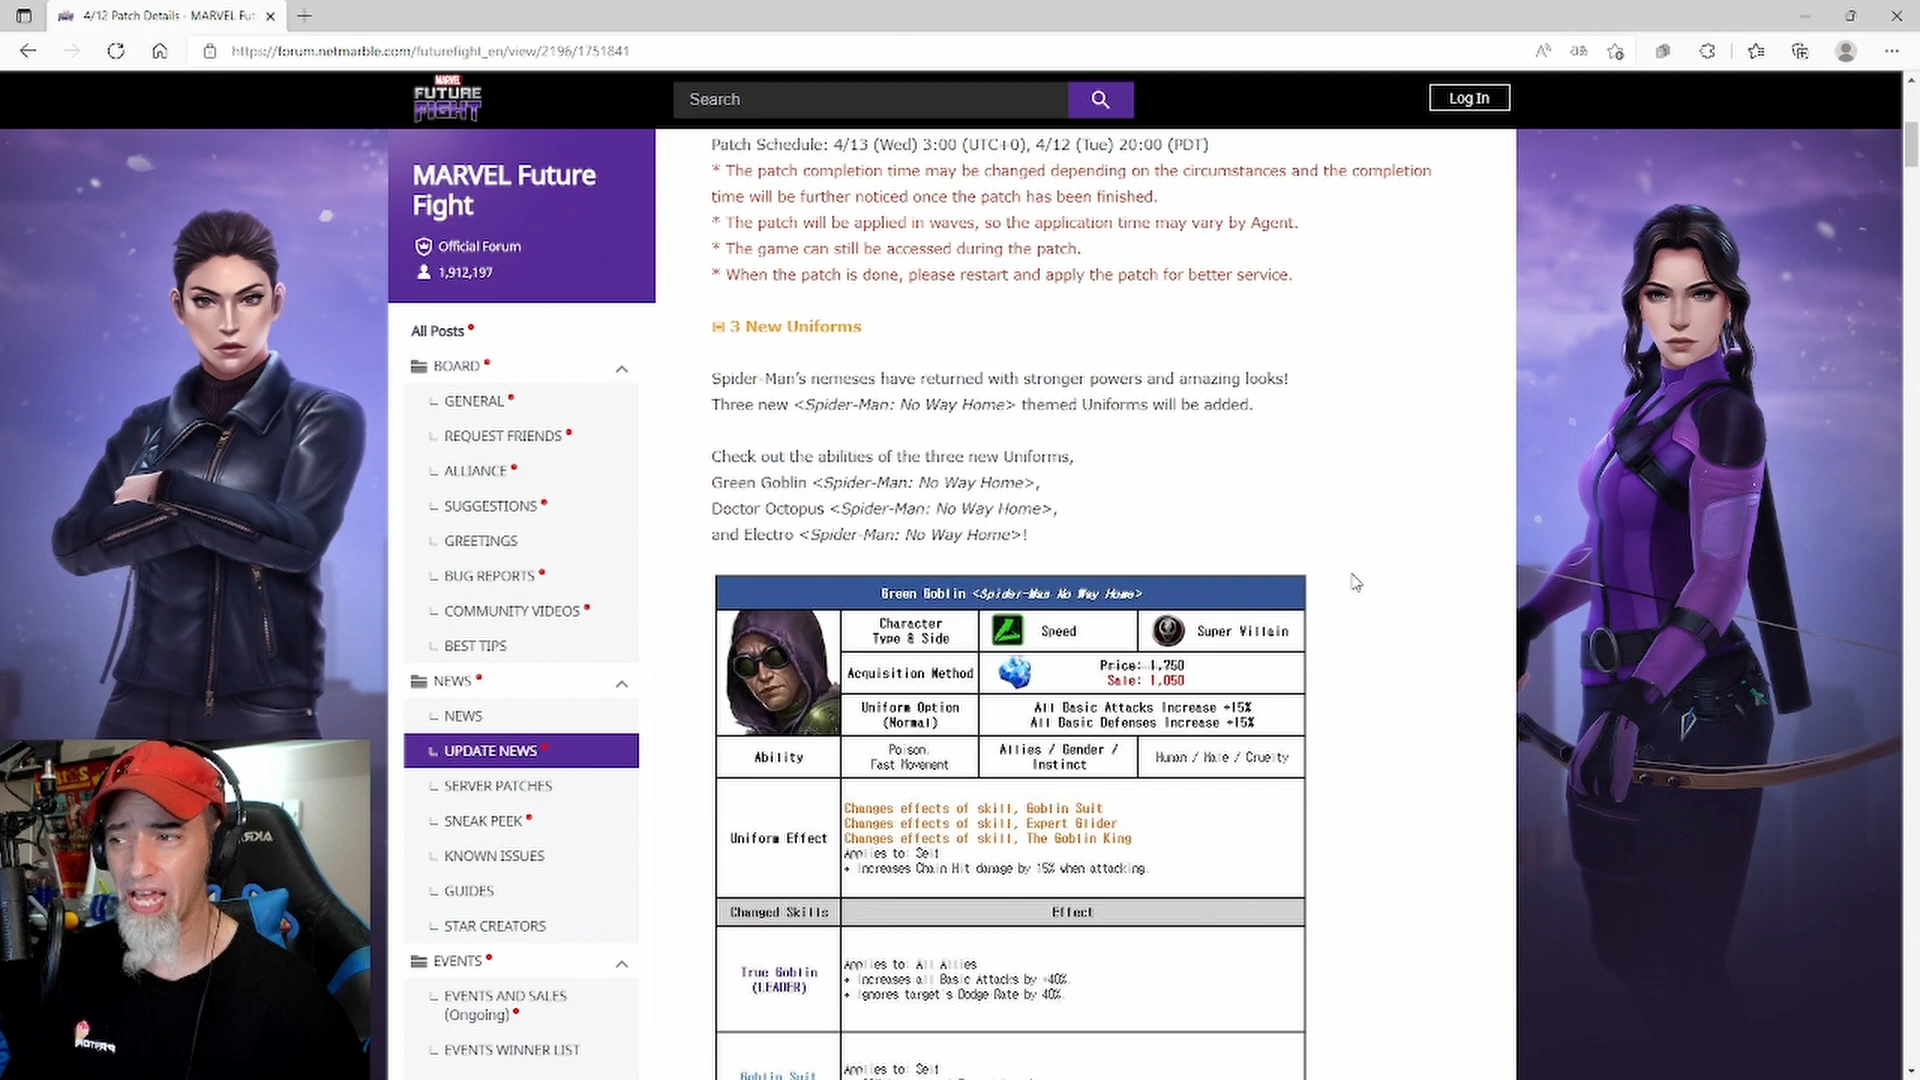 4/12 Patch Details - MARVEL Fut
https://forum.netmarble.com/futurefight_en/view/2196/1751841
MARVEL
FUTURE
FIGHT
Search
Log In
MARVEL Future
Fight
Official Forum
1,912,197
All Posts
BOARD
GENERAL
REQUEST FRIENDS
ALLIANCE
SUGGESTIONS
GREETINGS
BUG REPORTS
COMMUNITY VIDEOS
BEST TIPS
NEWS
NEWS
UPDATE NEWS
SERVER PATCHES
SNEAK PEEK
KNOWN ISSUES
GUIDES
STAR CREATORS
EVENTS
EVENTS AND SALES
(Ongoing)
EVENTS WINNER LIST
Patch Schedule: 4/13 (Wed) 3:00 (UTC+0), 4/12 (Tue) 20:00 (PDT)
* The patch completion time may be changed depending on the circumstances and the completion
time will be further noticed once the patch has been finished.
* The patch will be applied in waves, so the application time may vary by Agent.
* The game can still be accessed during the patch.
* When the patch is done, please restart and apply the patch for better service.
3 New Uniforms
Spider-Man's nemeses have returned with stronger powers and amazing looks!
Three new <Spider-Man: No Way Home> themed Uniforms will be added.
Check out the abilities of the three new Uniforms,
Green Goblin <Spider-Man: No Way Home>,
Doctor Octopus <Spider-Man: No Way Home>,
and Electro <Spider-Man: No Way Home>!
Green Goblin <Spider-Man No Way Home>
Character
Type & Side
Speed
Super Villain
Acquisition Method
Price: 1,750
Sale: 1,050
Uniform Option
(Normal)
All Basic Attacks Increase +15%
All Basic Defenses Increase +15%
Ability
Poison,
Fast Movement
Allies / Gender /
Instinct
Human / Male / Cruelty
Uniform Effect
Changes effects of skill, Goblin Suit
Changes effects of skill, Expert Glider
Changes effects of skill, The Goblin King
Applies to: Self
• Increases Chain Hit damage by 15% when attacking.
Changed Skills
Effect
True Goblin
(LEADER)
Applies to: All Allies
• Increases all Basic Attacks by +40%.
• Ignores target's Dodge Rate by 40%.
Goblin Suit
Applies to: Self